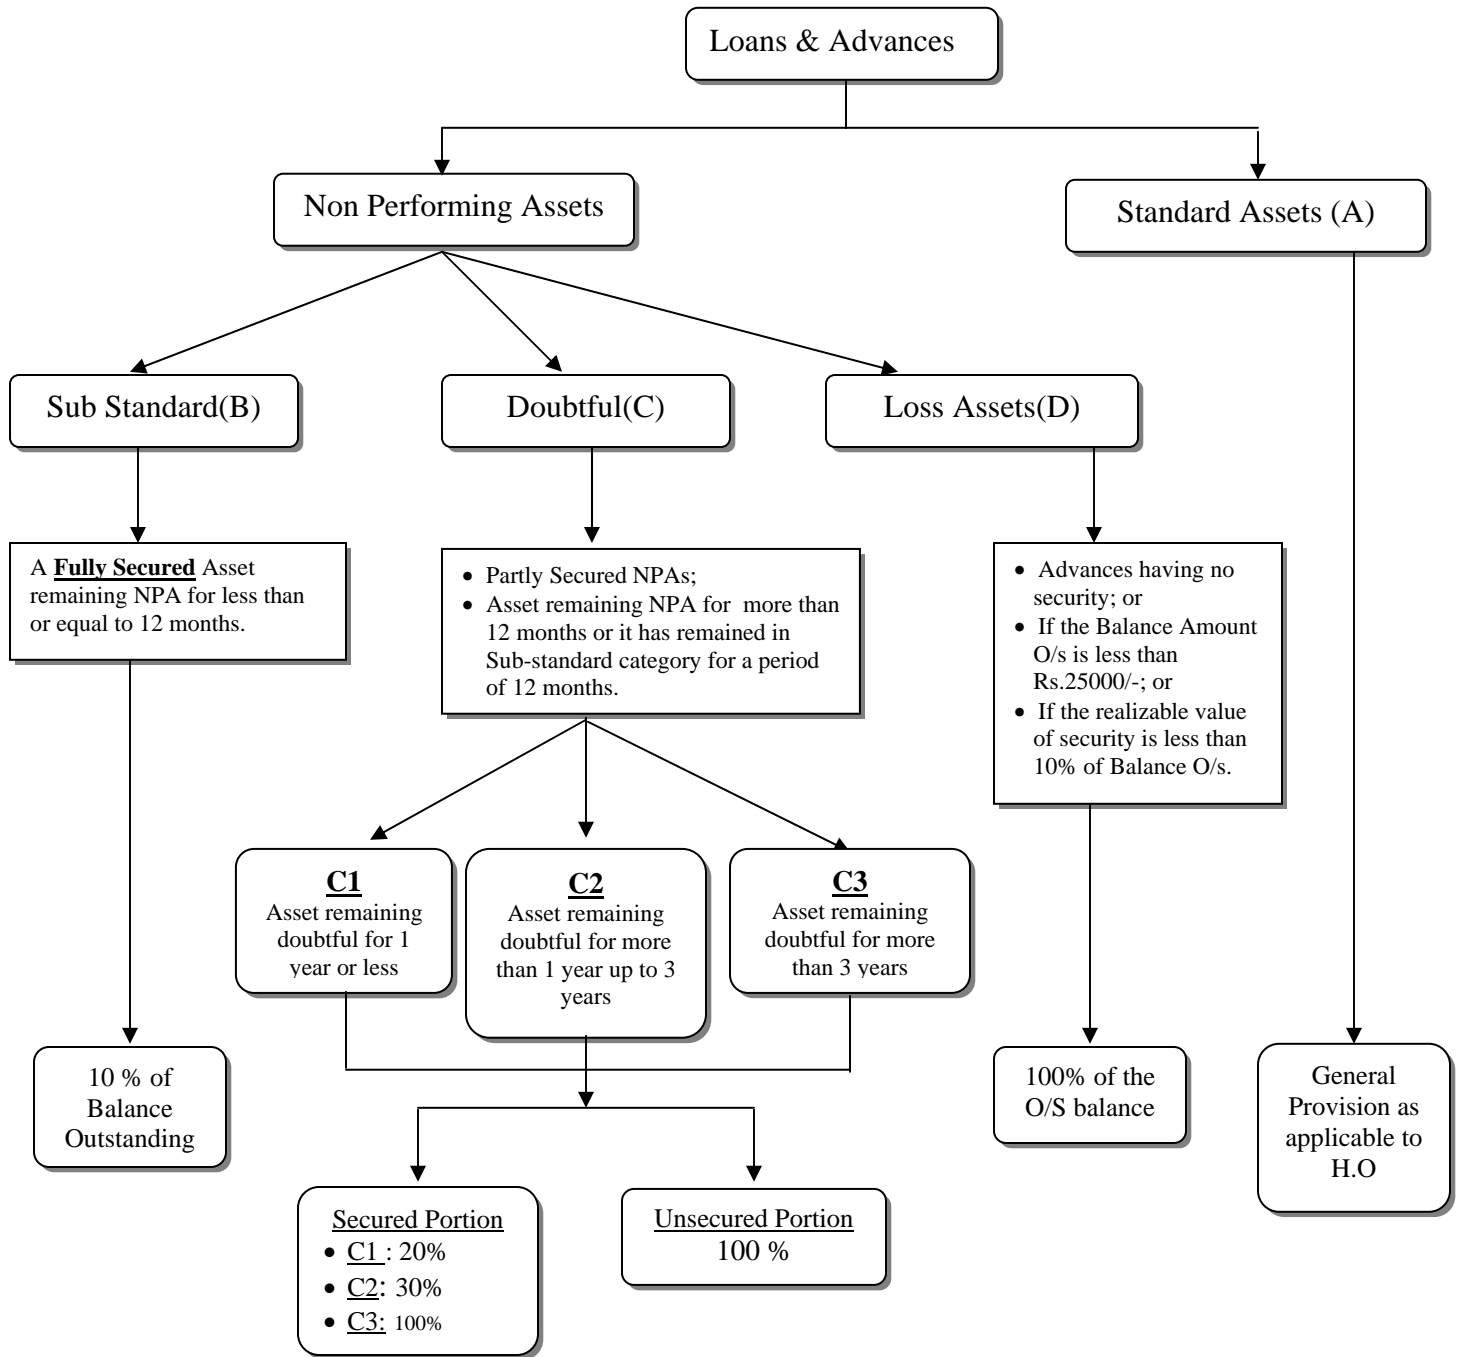 Loans & Advances
Non Performing Assets
Standard Assets (A)
Sub Standard(B)
Doubtful(C)
Loss Assets(D)
A Fully Secured Asset
remaining NPA for less than
or equal to 12 months.
• Partly Secured NPAs;
• Asset remaining NPA for more than
12 months or it has remained in
Sub-standard category for a period
of 12 months.
• Advances having no
security; or
• If the Balance Amount
O/s is less than
Rs.25000/-; or
• If the realizable value
of security is less than
10% of Balance O/s.
C1
Asset remaining
doubtful for 1
year or less
C2
Asset remaining
doubtful for more
than 1 year up to 3
years
C3
Asset remaining
doubtful for more
than 3 years
10 % of
Balance
Outstanding
100% of the
O/S balance
General
Provision as
applicable to
H.O
Secured Portion
• C1 : 20%
• C2: 30%
• C3: 100%
Unsecured Portion
100 %